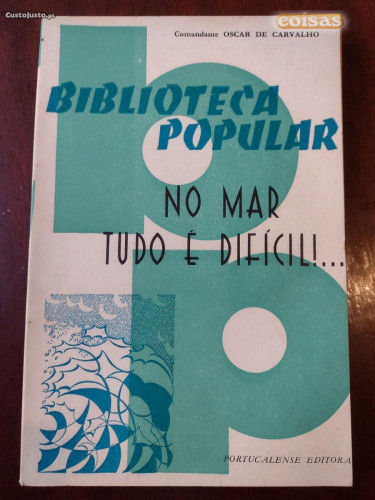 CustoJusto.pt
coisas
Comandante OSCAR DE CARVALHO
BIBLIOTECA
POPULAR
NO MAR
TUDO É DIFÍCIL!...
PORTUCALENSE EDITORA